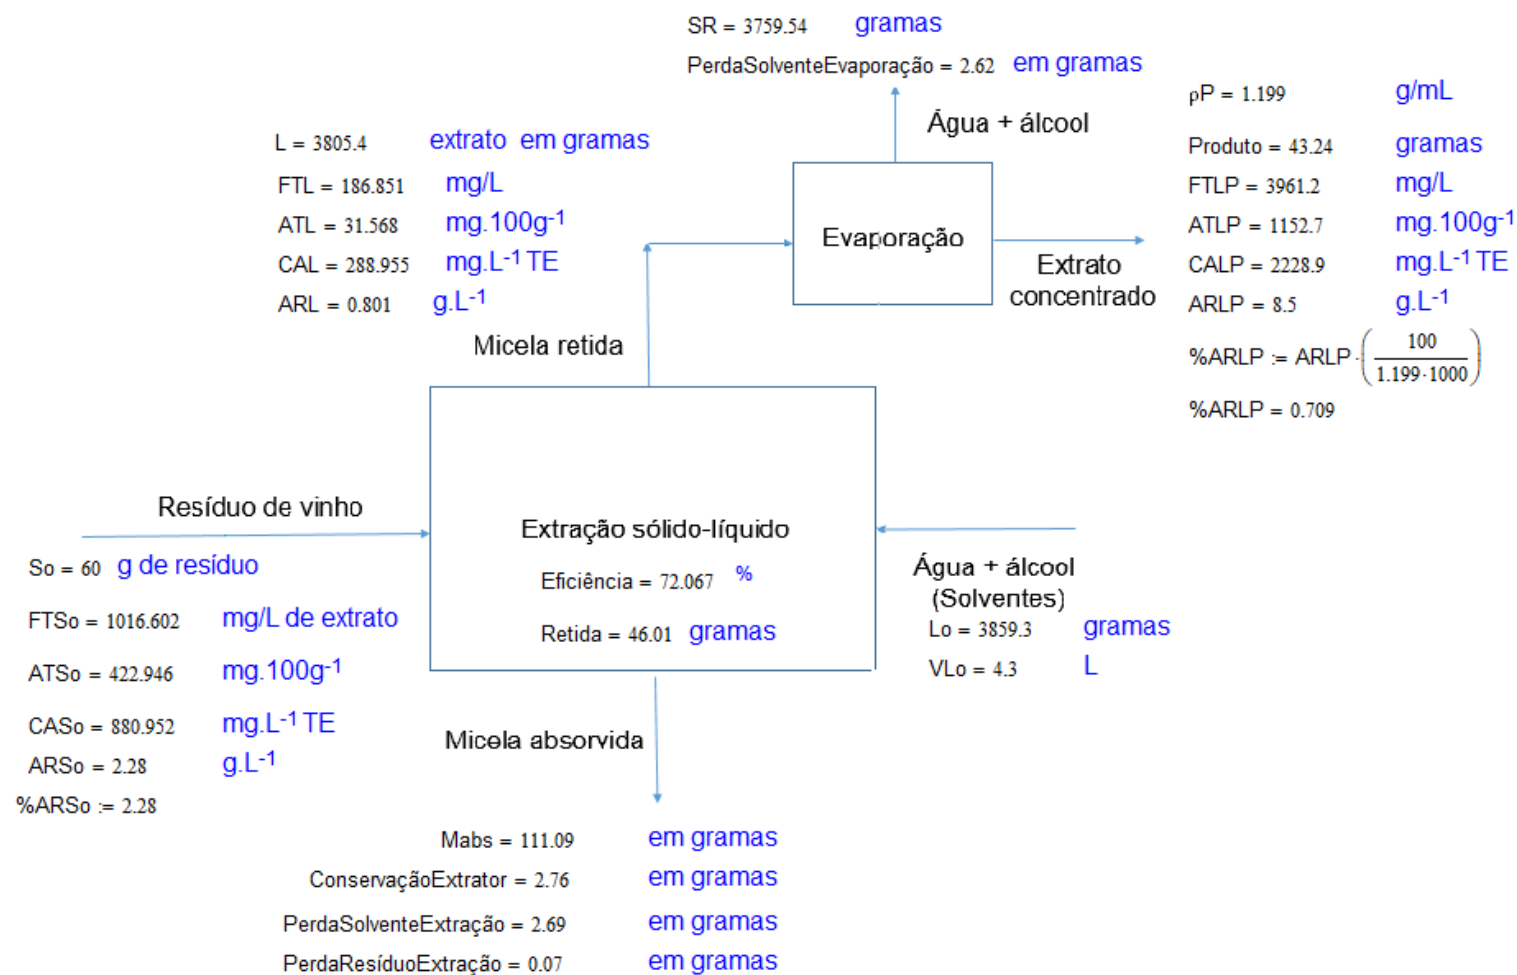 SR = 3759.54 gramas
PerdaSolventeEvaporação = 2.62 em gramas
Água + álcool
L = 3805.4 extrato em gramas
FTL = 186.851 mg/L
ATL = 31.568 mg.100g-1
CAL = 288.955 mg.L-1 TE
ARL = 0.801 g.L-1
Micela retida
Evaporação
Extrato
concentrado
ρP = 1.199 g/mL
Produto = 43.24 gramas
FTLP = 3961.2 mg/L
ATLP = 1152.7 mg.100g-1
CALP = 2228.9 mg.L-1 TE
ARLP = 8.5 g.L-1
%ARLP := ARLP·(100/1.199·1000)
%ARLP = 0.709
Resíduo de vinho
So = 60 g de resíduo
FTSo = 1016.602 mg/L de extrato
ATSo = 422.946 mg.100g-1
CASo = 880.952 mg.L-1 TE
ARSo = 2.28 g.L-1
%ARSo := 2.28
Extração sólido-líquido
Eficiência = 72.067 %
Retida = 46.01 gramas
Água + álcool
(Solventes)
Lo = 3859.3 gramas
VLo = 4.3 L
Micela absorvida
Mabs = 111.09 em gramas
ConservaçãoExtrator = 2.76 em gramas
PerdaSolventeExtração = 2.69 em gramas
PerdaResíduoExtração = 0.07 em gramas